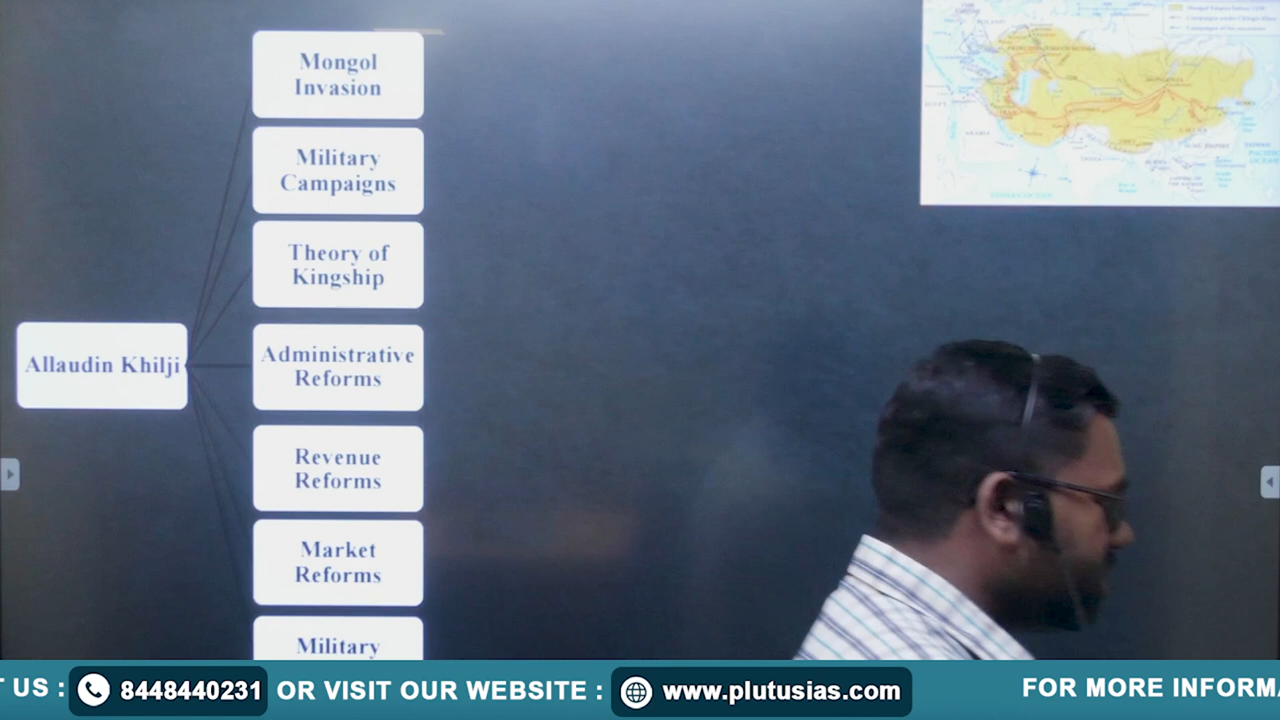 Mongol
Invasion
Military
Campaigns
Theory of
Kingship
Allaudin Khilji
Administrative
Reforms
Revenue
Reforms
Market
Reforms
Military
ARABIA
T US :
8448440231
OR VISIT OUR WEBSITE :
www.plutusias.com
FOR MORE INFORMA